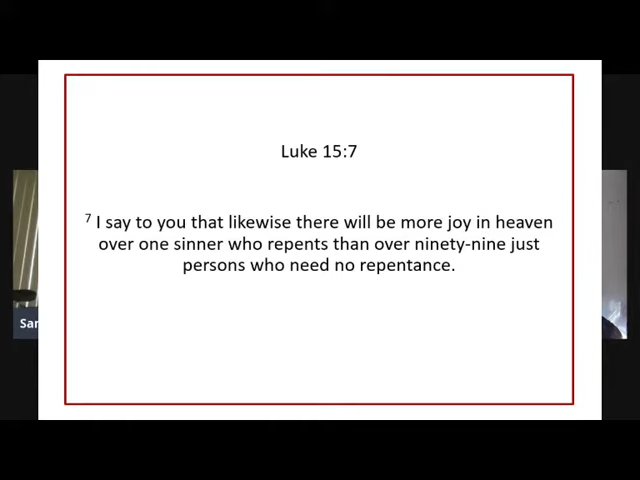 Luke 15:7
7 I say to you that likewise there will be more joy in heaven
over one sinner who repents than over ninety-nine just
persons who need no repentance.